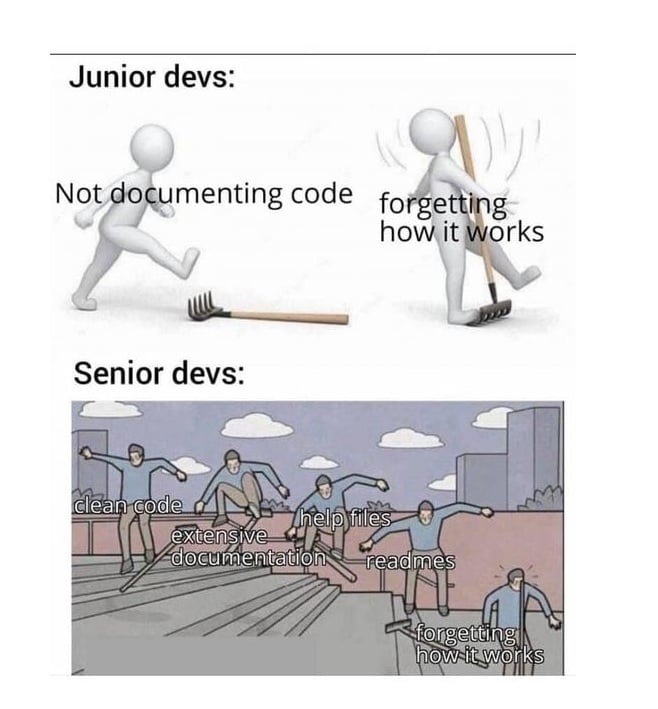 Junior devs:
Not documenting code
forgetting
how it works
Senior devs:
clean code
extensive
documentation
help files
readmes
forgetting
how it works